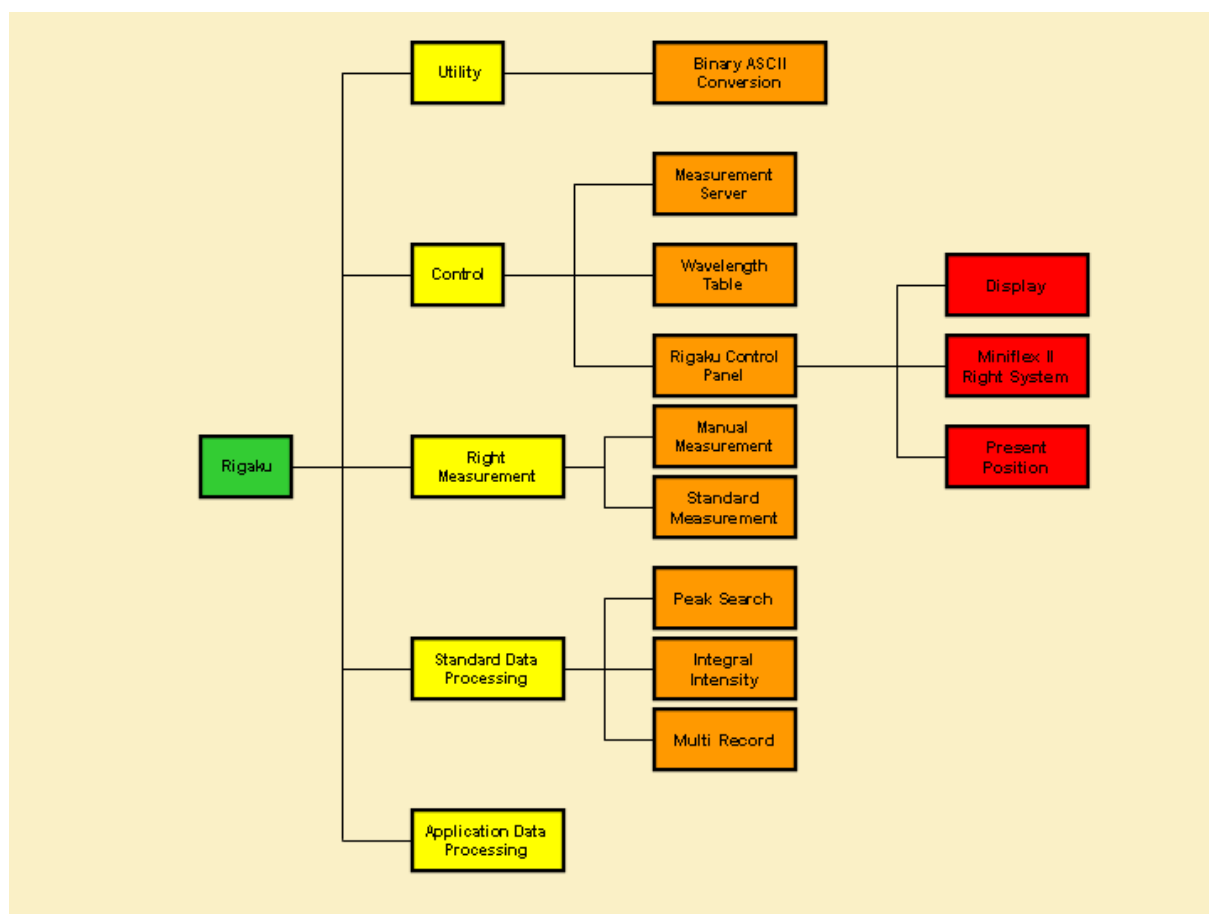 Utility
Binary ASCII
Conversion
Measurement
Server
Control
Wavelength
Table
Display
Rigaku Control
Panel
Miniflex II
Right System
Manual
Measurement
Rigaku
Right
Measurement
Present
Position
Standard
Measurement
Peak Search
Standard Data
Processing
Integral
Intensity
Multi Record
Application Data
Processing